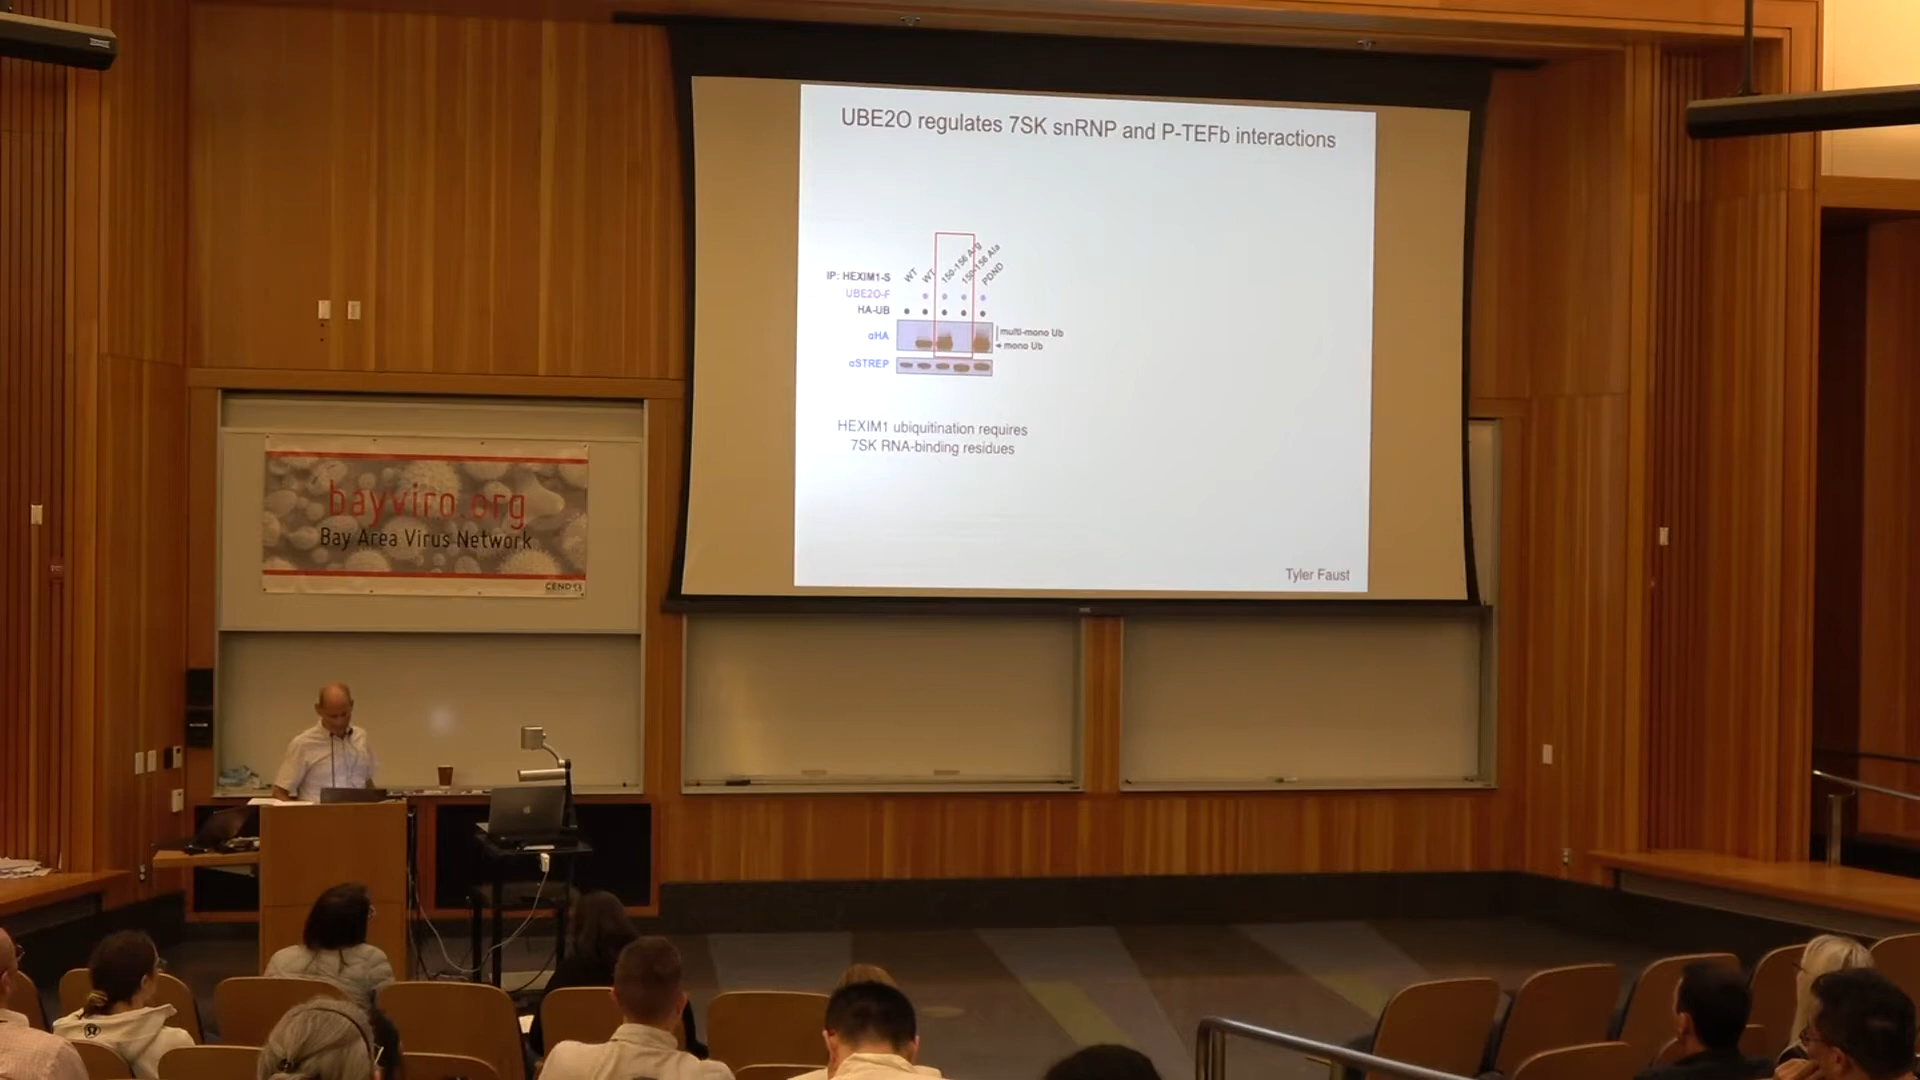 UBE2O regulates 7SK snRNP and P-TEFb interactions
IP: HEXIM1-S
WT
WT
150-156 Arg
150-156 Ala
PDND
UBE2O-F
HA-UB
αHA
multi-mono Ub
mono Ub
αSTREP
HEXIM1 ubiquitination requires
7SK RNA-binding residues
Tyler Faust
bayviro.org
Bay Area Virus Network